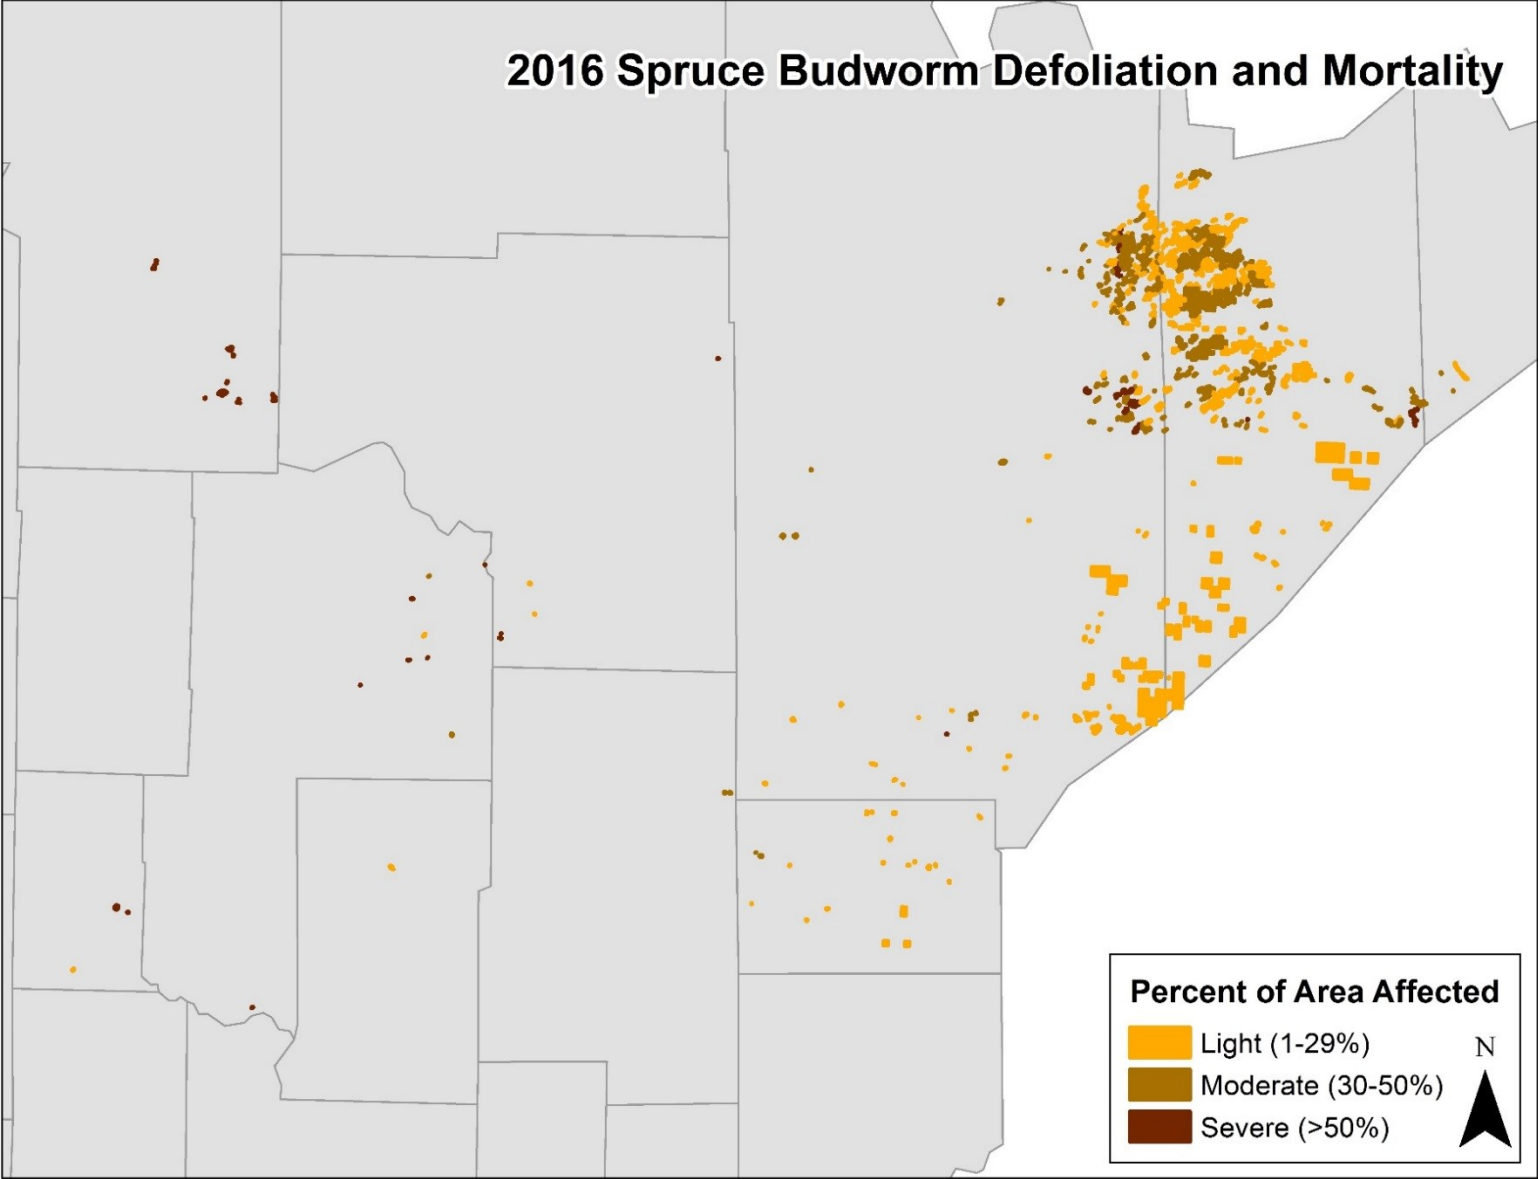 2016 Spruce Budworm Defoliation and Mortality
Percent of Area Affected
Light (1-29%)
Moderate (30-50%)
Severe (>50%)
N